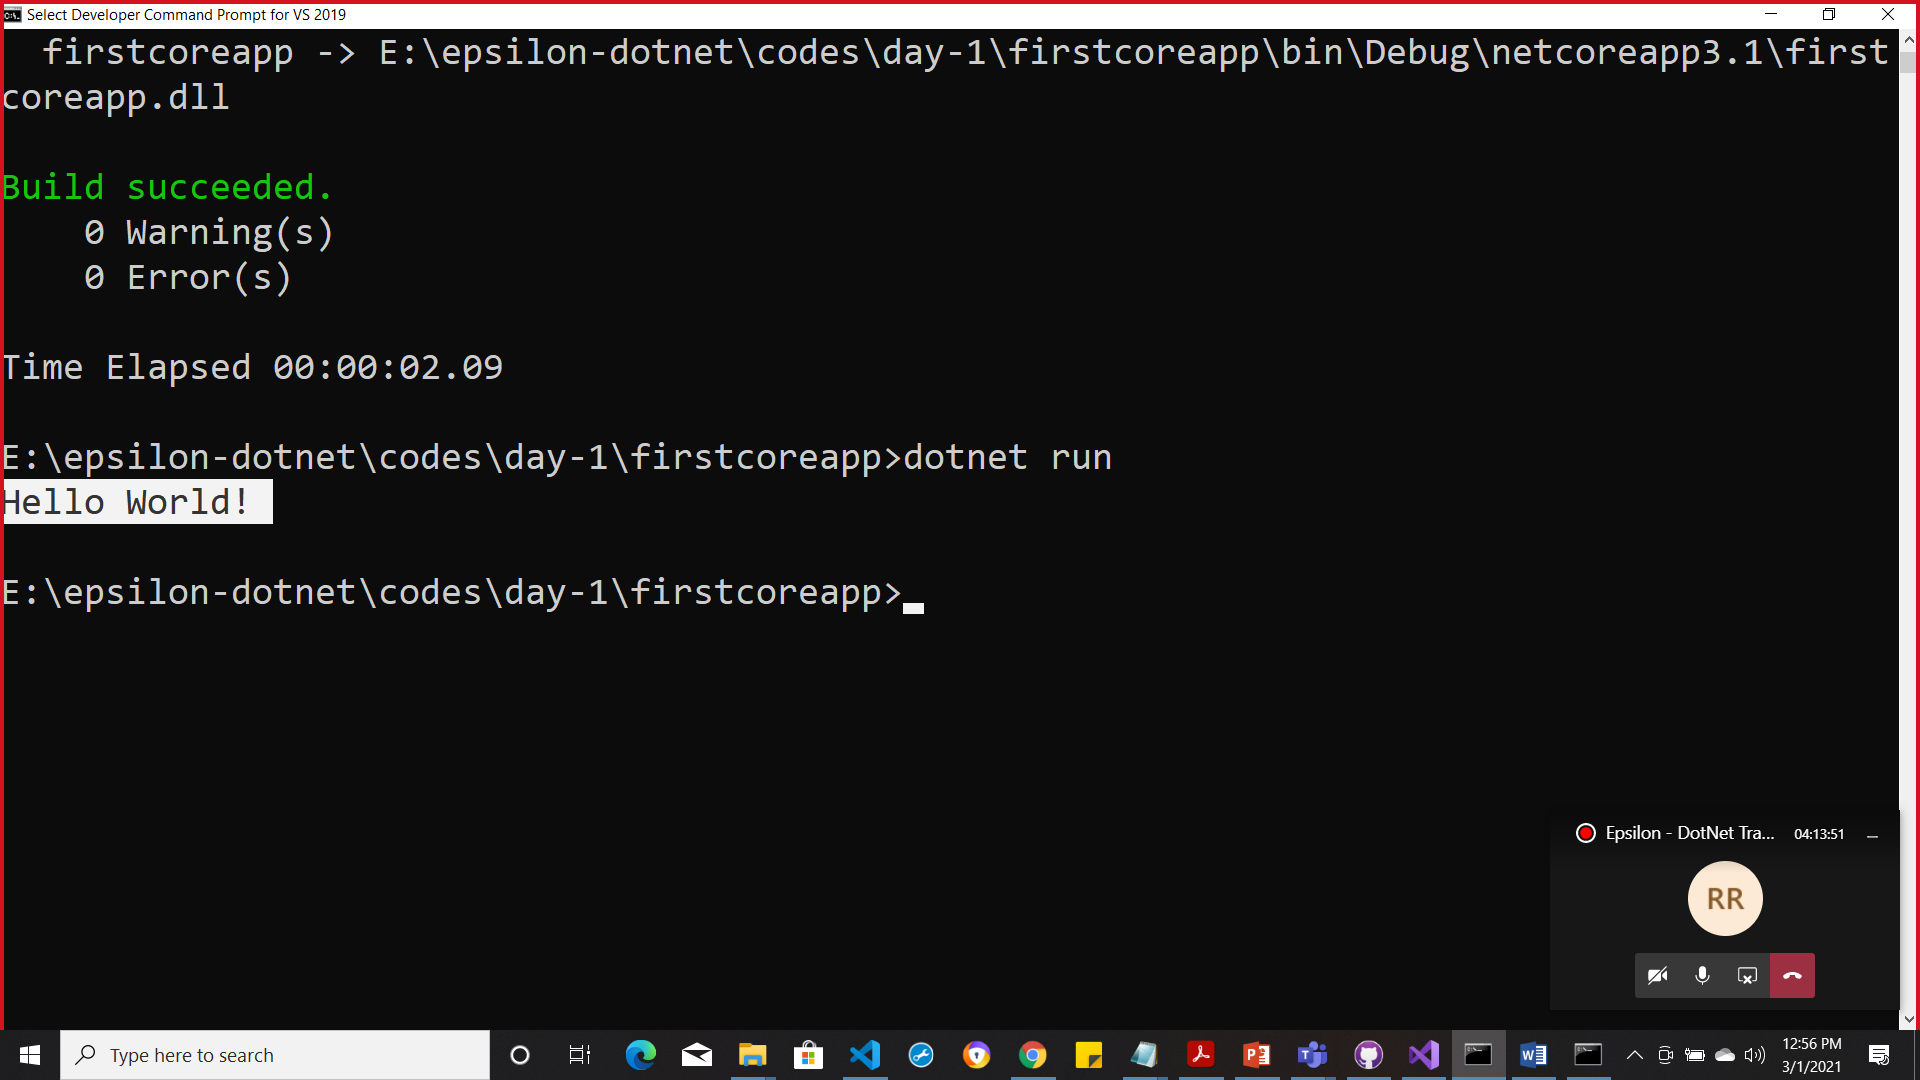 Select Developer Command Prompt for VS 2019
firstcoreapp -> E:\epsilon-dotnet\codes\day-1\firstcoreapp\bin\Debug\netcoreapp3.1\first
coreapp.dll
Build succeeded.
0 Warning(s)
0 Error(s)
Time Elapsed 00:00:02.09
E:\epsilon-dotnet\codes\day-1\firstcoreapp>dotnet run
Hello World!
E:\epsilon-dotnet\codes\day-1\firstcoreapp>
Epsilon - DotNet Tra... 04:13:51
RR
Type here to search
12:56 PM
3/1/2021